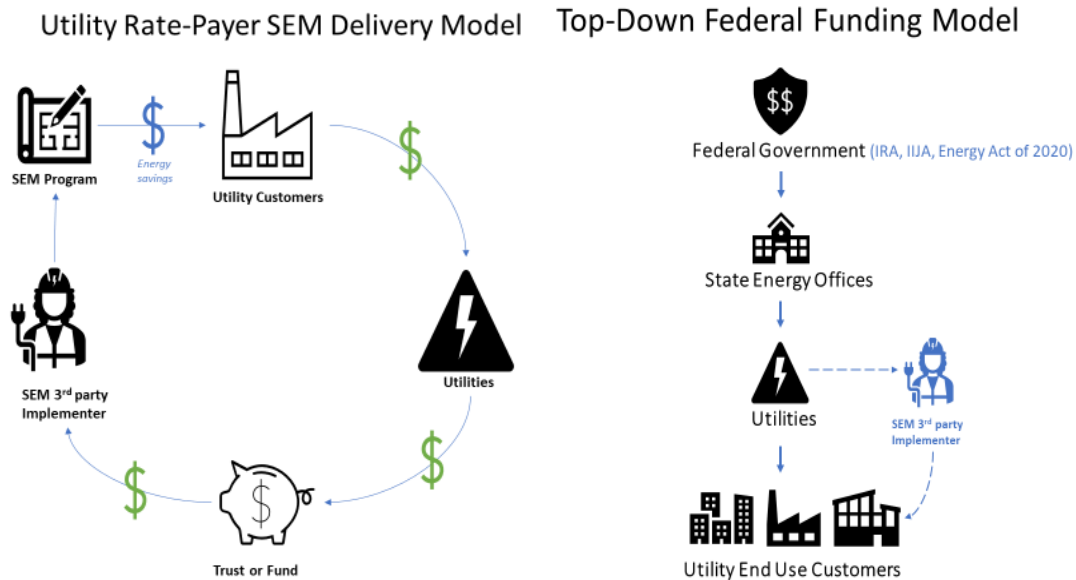 Utility Rate-Payer SEM Delivery Model
$
Energy
savings
SEM Program
Utility Customers
$
Utilities
$
Trust or Fund
$
$
SEM 3rd party
Implementer
Top-Down Federal Funding Model
$$
Federal Government (IRA, IIJA, Energy Act of 2020)
State Energy Offices
Utilities
SEM 3rd party
Implementer
Utility End Use Customers